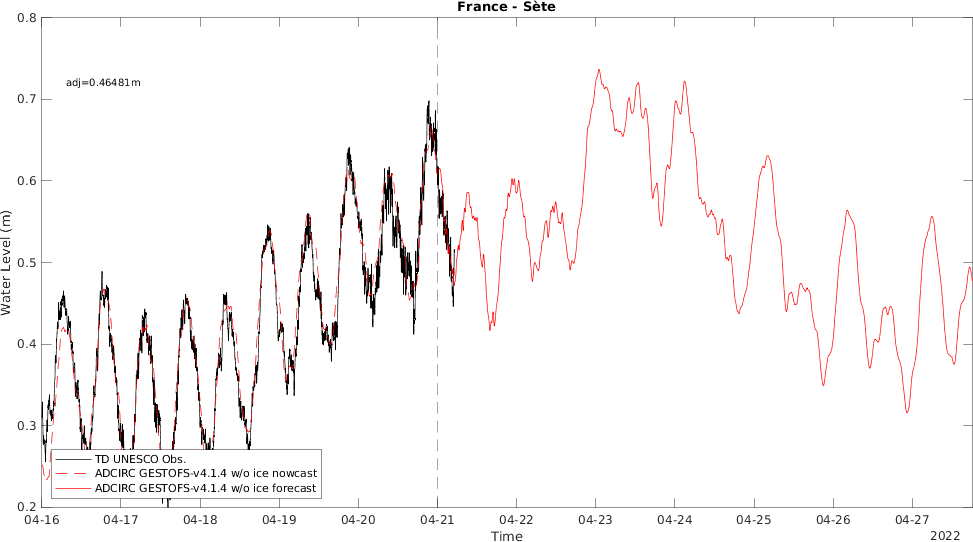 France - Sète
adj=0.46481m
Water Level (m)
0.8
0.7
0.6
0.5
0.4
0.3
0.2
TD UNESCO Obs.
ADCIRC GESTOFS-v4.1.4 w/o ice nowcast
ADCIRC GESTOFS-v4.1.4 w/o ice forecast
04-16 04-17 04-18 04-19 04-20 04-21 04-22 04-23 04-24 04-25 04-26 04-27
Time
2022